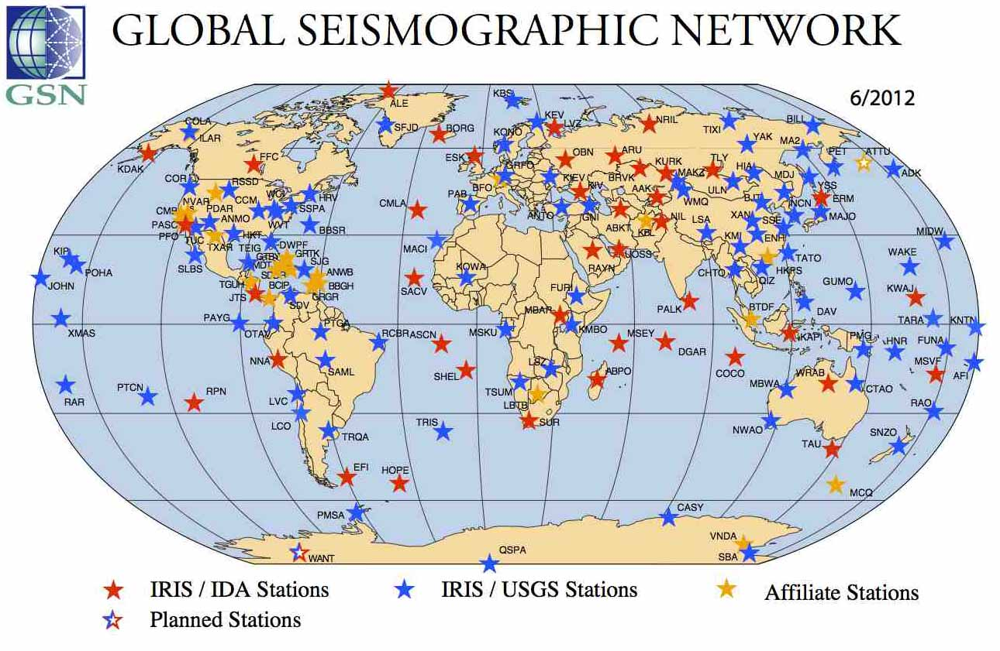 GLOBAL SEISMOGRAPHIC NETWORK
GSN
6/2012
ALE
KBS
COLA
ILAR
SFJD
BORG
KONO
KEV
LVZ
NRIL
TIXI
BILL
YAK
MA2
PET
ATTU
ADK
KDAK
FFC
ESK
GRFO
OBN
ARU
KURK
MAKZ
TLY
HIA
MDJ
YSS
COR
RSSD
CCM
HRV
SSPA
BFO
KIEV
KIV
BRVK
AAK
ULN
BJT
INCN
ERM
MAJO
NVAR
PDAR
PAB
WMQ
XAN
SSE
CMLA
ANTO
GNI
ABKT
KBL
NIL
LSA
KMI
ENH
PASC
PFO
TUC
ANMO
WVT
BBSR
HKT
TXAR
TEIG
DWPF
MACI
MIDW
KIP
POHA
SLBS
GRTK
SJG
RAYN
UOSS
TATO
WAKE
JOHN
TGUH
BCIP
ANWB
BBGH
SACV
KOWA
FURI
CHTO
QIZ
HKPS
GUMO
KWAJ
JTS
SDV
GRGR
MBAR
PALK
BTDF
DAV
TARA
KNTN
XMAS
PAYG
OTAV
PTGA
RCBR
ASCN
MSKU
KMBO
MSEY
DGAR
KAPI
PMG
HNR
FUNA
NNA
SAML
SHEL
LSZ
ABPO
COCO
MBWA
WRAB
CTAO
MSVF
AFI
RAR
PTCN
RPN
LVC
TSUM
LBTB
RAO
LCO
TRQA
TRIS
SUR
NWAO
TAU
SNZO
EFI
HOPE
MCQ
PMSA
CASY
WANT
QSPA
VNDA
SBA
IRIS / IDA Stations
IRIS / USGS Stations
Affiliate Stations
Planned Stations